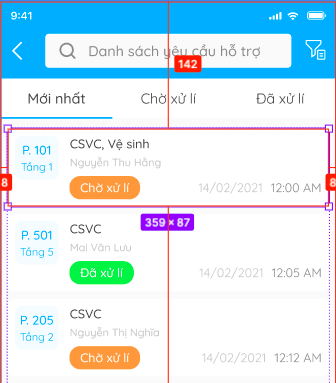 9:41
Danh sách yêu cầu hỗ trợ
142
Mới nhất
Chờ xử lí
Đã xử lí
P. 101
Tầng 1
CSVC, Vệ sinh
Nguyễn Thu Hằng
Chờ xử lí
14/02/2021 12:00 AM
8
8
359 × 87
P. 501
Tầng 5
CSVC
Mai Văn Lưu
Đã xử lí
14/02/2021 12:05 AM
P. 205
Tầng 2
CSVC
Nguyễn Thị Nghĩa
Chờ xử lí
14/02/2021 12:12 AM